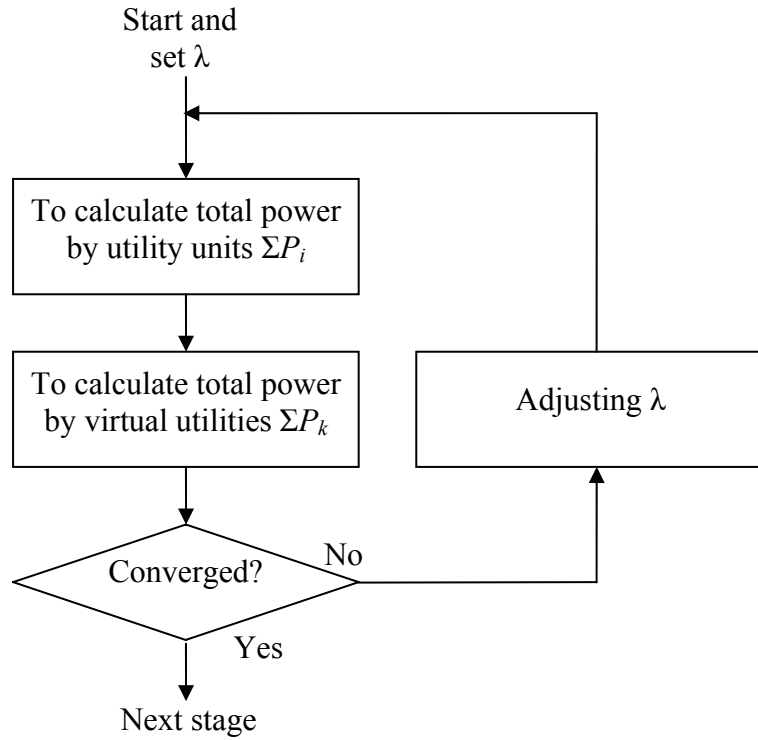 Start and
set λ
To calculate total power
by utility units ΣPi
To calculate total power
by virtual utilities ΣPk
Adjusting λ
Converged?
No
Yes
Next stage